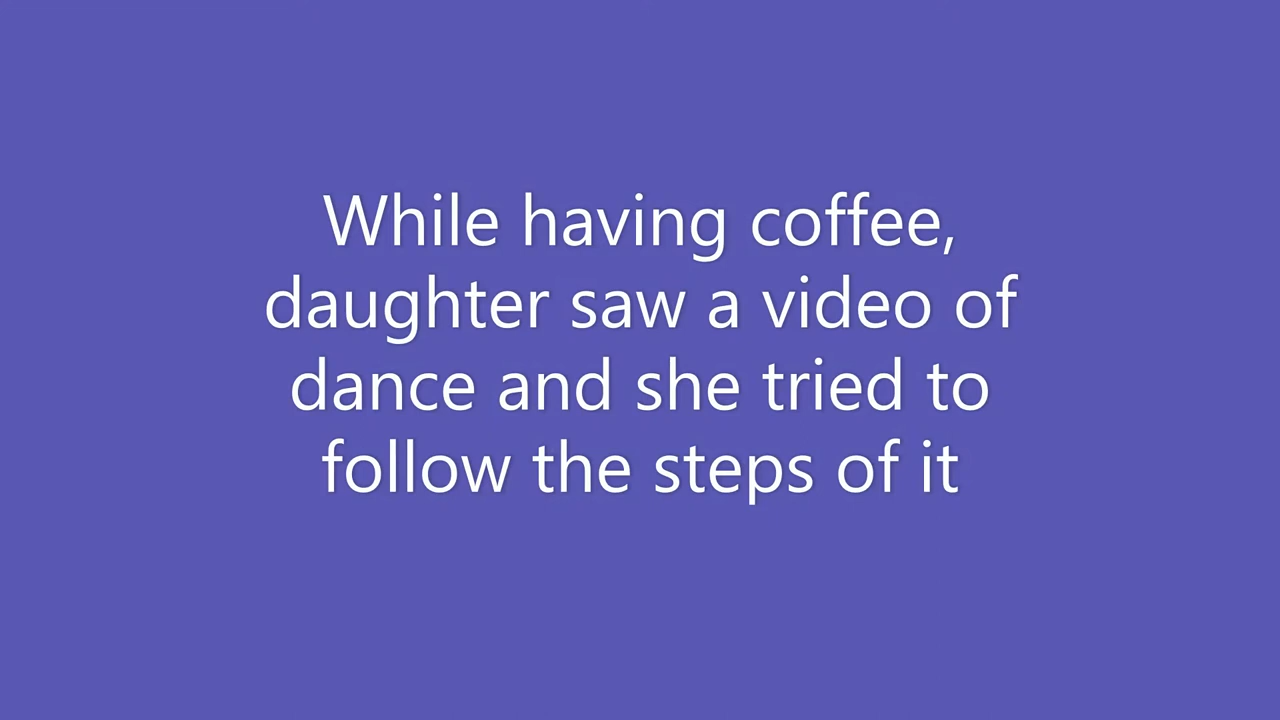 While having coffee,
daughter saw a video of
dance and she tried to
follow the steps of it